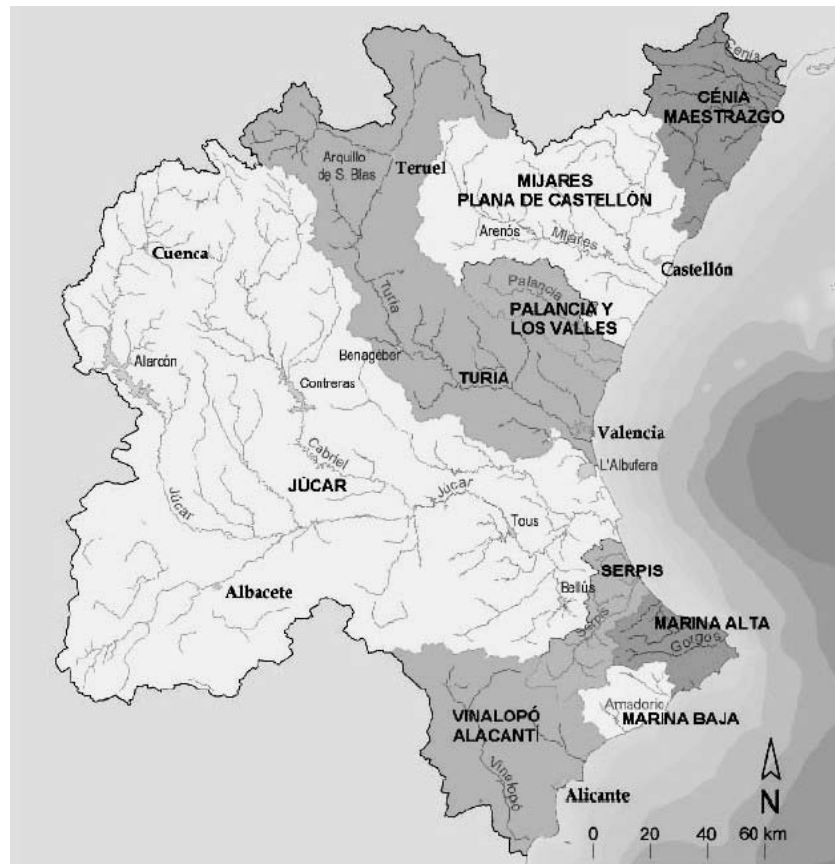 Cenia
CÉNIA
MAESTRAZGO
Arquillo
de S. Blas
Teruel
MIJARES
PLANA DE CASTELLÓN
Arenós
Mijares
Cuenca
Castellón
Palancia
PALANCIA Y
LOS VALLES
Turia
Benagéber
Alarcón
TURIA
Contreras
Valencia
L'Albufera
Cabriel
JÚCAR
Júcar
Júcar
Tous
SERPIS
Albacete
Bellús
Serpis
MARINA ALTA
Gorgos
Amadorio
VINALOPÓ
ALACANTÍ
MARINA BAJA
Vinalopó
Alicante
N
0 20 40 60 km